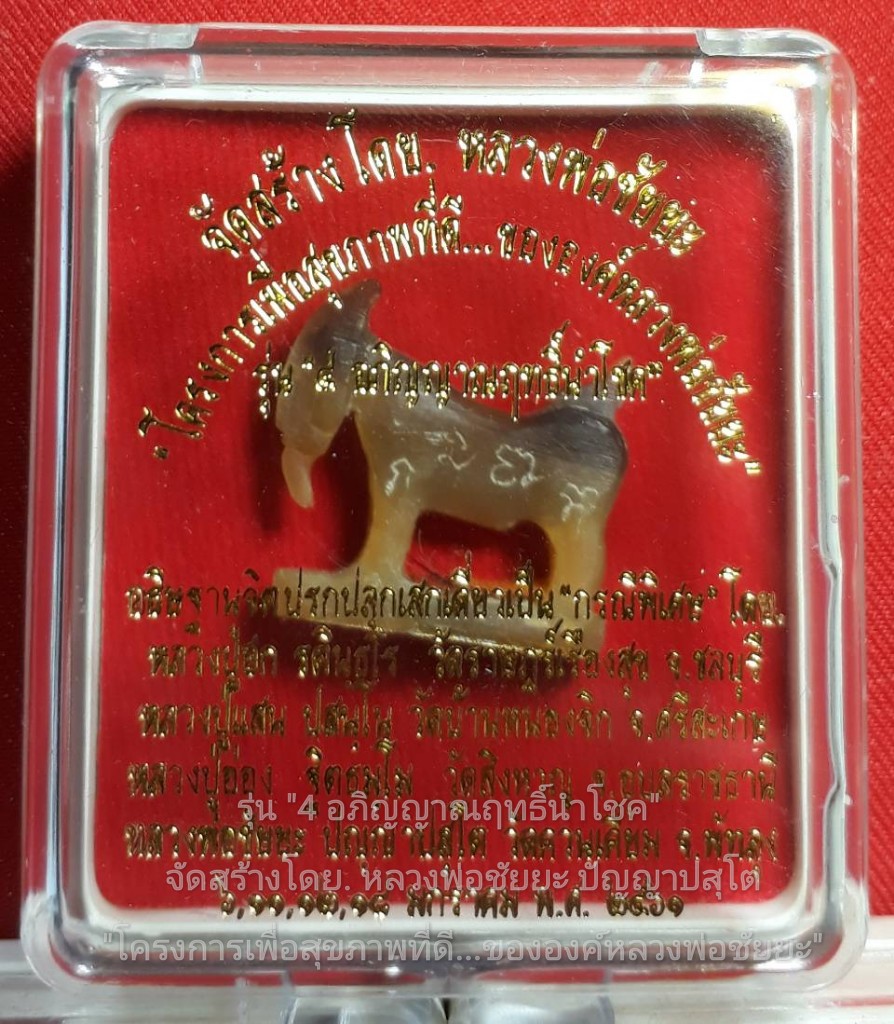 จัดสร้างโดย. หลวงพ่อชัยยะ
"โครงการเพื่อสุขภาพที่ดี...ขององค์หลวงพ่อชัยยะ"
รุ่น "๔ อภิญญาณฤทธิ์นำโชค"
อธิษฐานจิตปรกปลุกเสกเดี่ยวเป็น "กรณีพิเศษ" โดย.
หลวงปู่ฮก รตินฺธโร วัดราษฎร์เรืองสุข จ.ชลบุรี
หลวงปู่แสน ปสนฺโน วัดบ้านหนองจิก จ.ศรีสะเกษ
หลวงปู่อ่อง ฐิตธมฺโม วัดสิงหาญ จ.อุบลราชธานี
รุ่น "4 อภิญญาณฤทธิ์นำโชค"
หลวงพ่อชัยยะ ปัญญาปสุโต วัดควนเคียม จ.พัทลุง
จัดสร้างโดย. หลวงพ่อชัยยะ ปัญญาปสุโต
มกราคม พ.ศ. ๒๕๖๑
"โครงการเพื่อสุขภาพที่ดี...ขององค์หลวงพ่อชัยยะ"